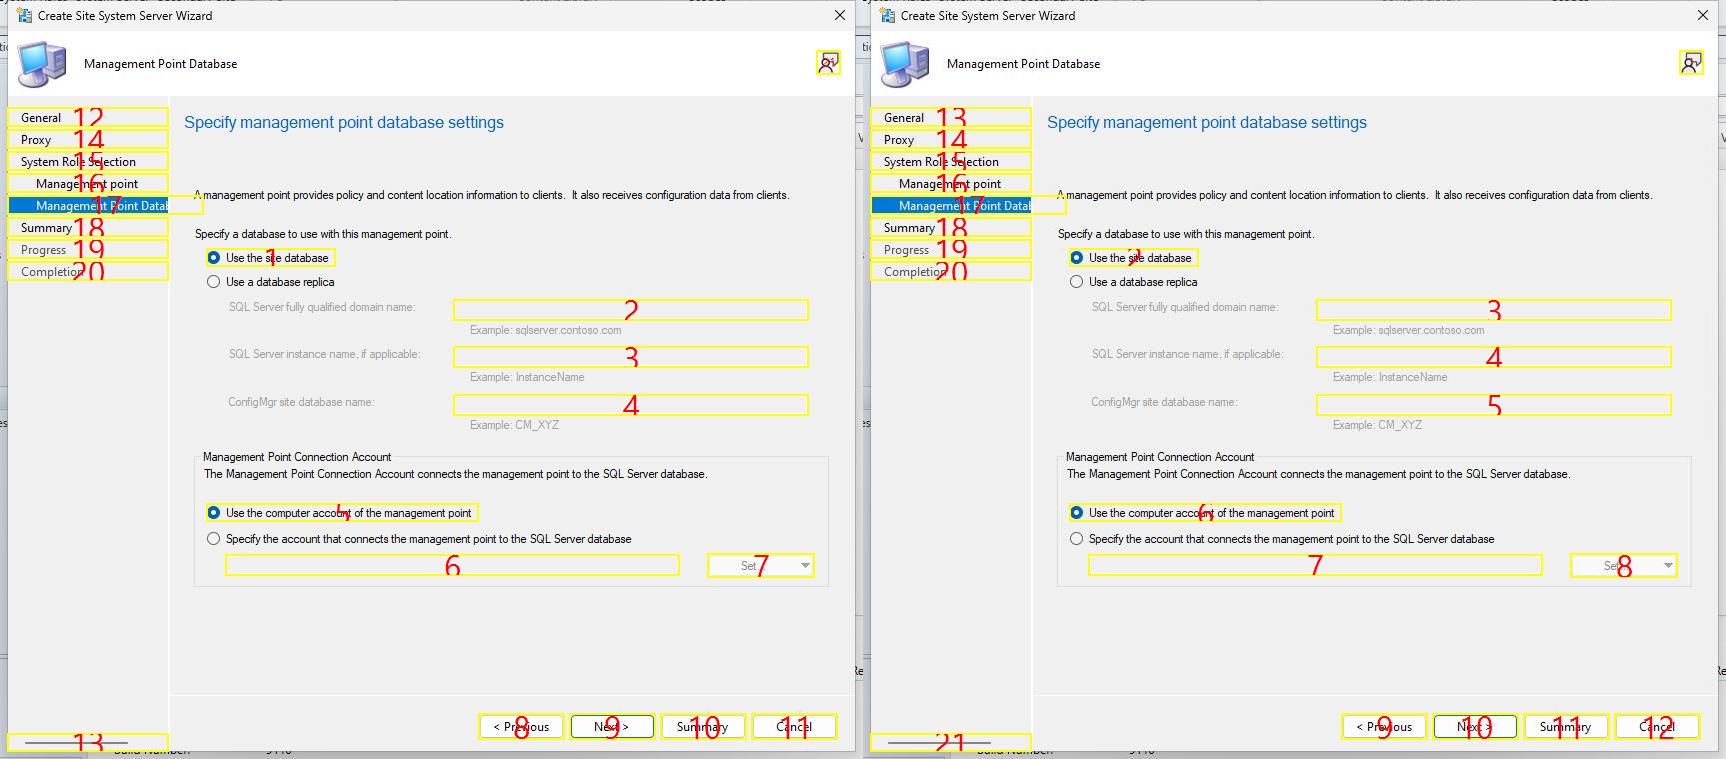 Create Site System Server Wizard
Management Point Database
General 12
Proxy 14
System Role Selection 15
Management point 16
Management Point Datab 17
Summary 18
Progress 19
Completion 20
13
Specify management point database settings
A management point provides policy and content location information to clients. It also receives configuration data from clients.
Specify a database to use with this management point.
Use the site database 1
Use a database replica
SQL Server fully qualified domain name: 2
Example: sqlserver.contoso.com
SQL Server instance name, if applicable: 3
Example: InstanceName
ConfigMgr site database name: 4
Example: CM_XYZ
Management Point Connection Account
The Management Point Connection Account connects the management point to the SQL Server database.
Use the computer account of the management point 5
Specify the account that connects the management point to the SQL Server database
6 Set... 7
< Previous 8 Next > 9 Summary 10 Cancel 11
Create Site System Server Wizard
Management Point Database
General 13
Proxy 14
System Role Selection 15
Management point 16
Management Point Datab 17
Summary 18
Progress 19
Completion 20
21
Specify management point database settings
A management point provides policy and content location information to clients. It also receives configuration data from clients.
Specify a database to use with this management point.
Use the site database 2
Use a database replica
SQL Server fully qualified domain name: 3
Example: sqlserver.contoso.com
SQL Server instance name, if applicable: 4
Example: InstanceName
ConfigMgr site database name: 5
Example: CM_XYZ
Management Point Connection Account
The Management Point Connection Account connects the management point to the SQL Server database.
Use the computer account of the management point 6
Specify the account that connects the management point to the SQL Server database
7 Set... 8
< Previous 9 Next > 10 Summary 11 Cancel 12